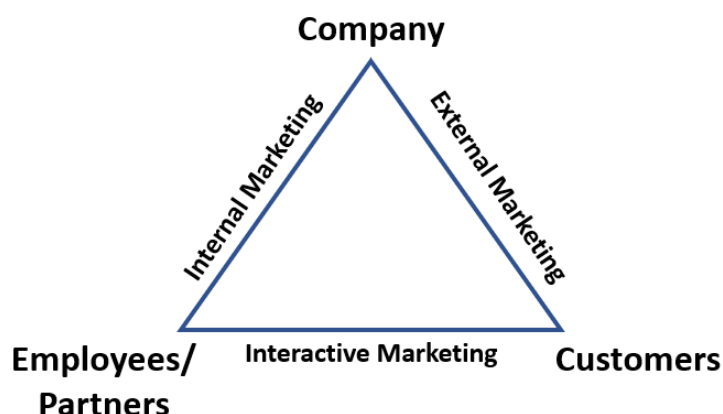 Company
Internal Marketing
External Marketing
Employees/
Partners
Interactive Marketing
Customers